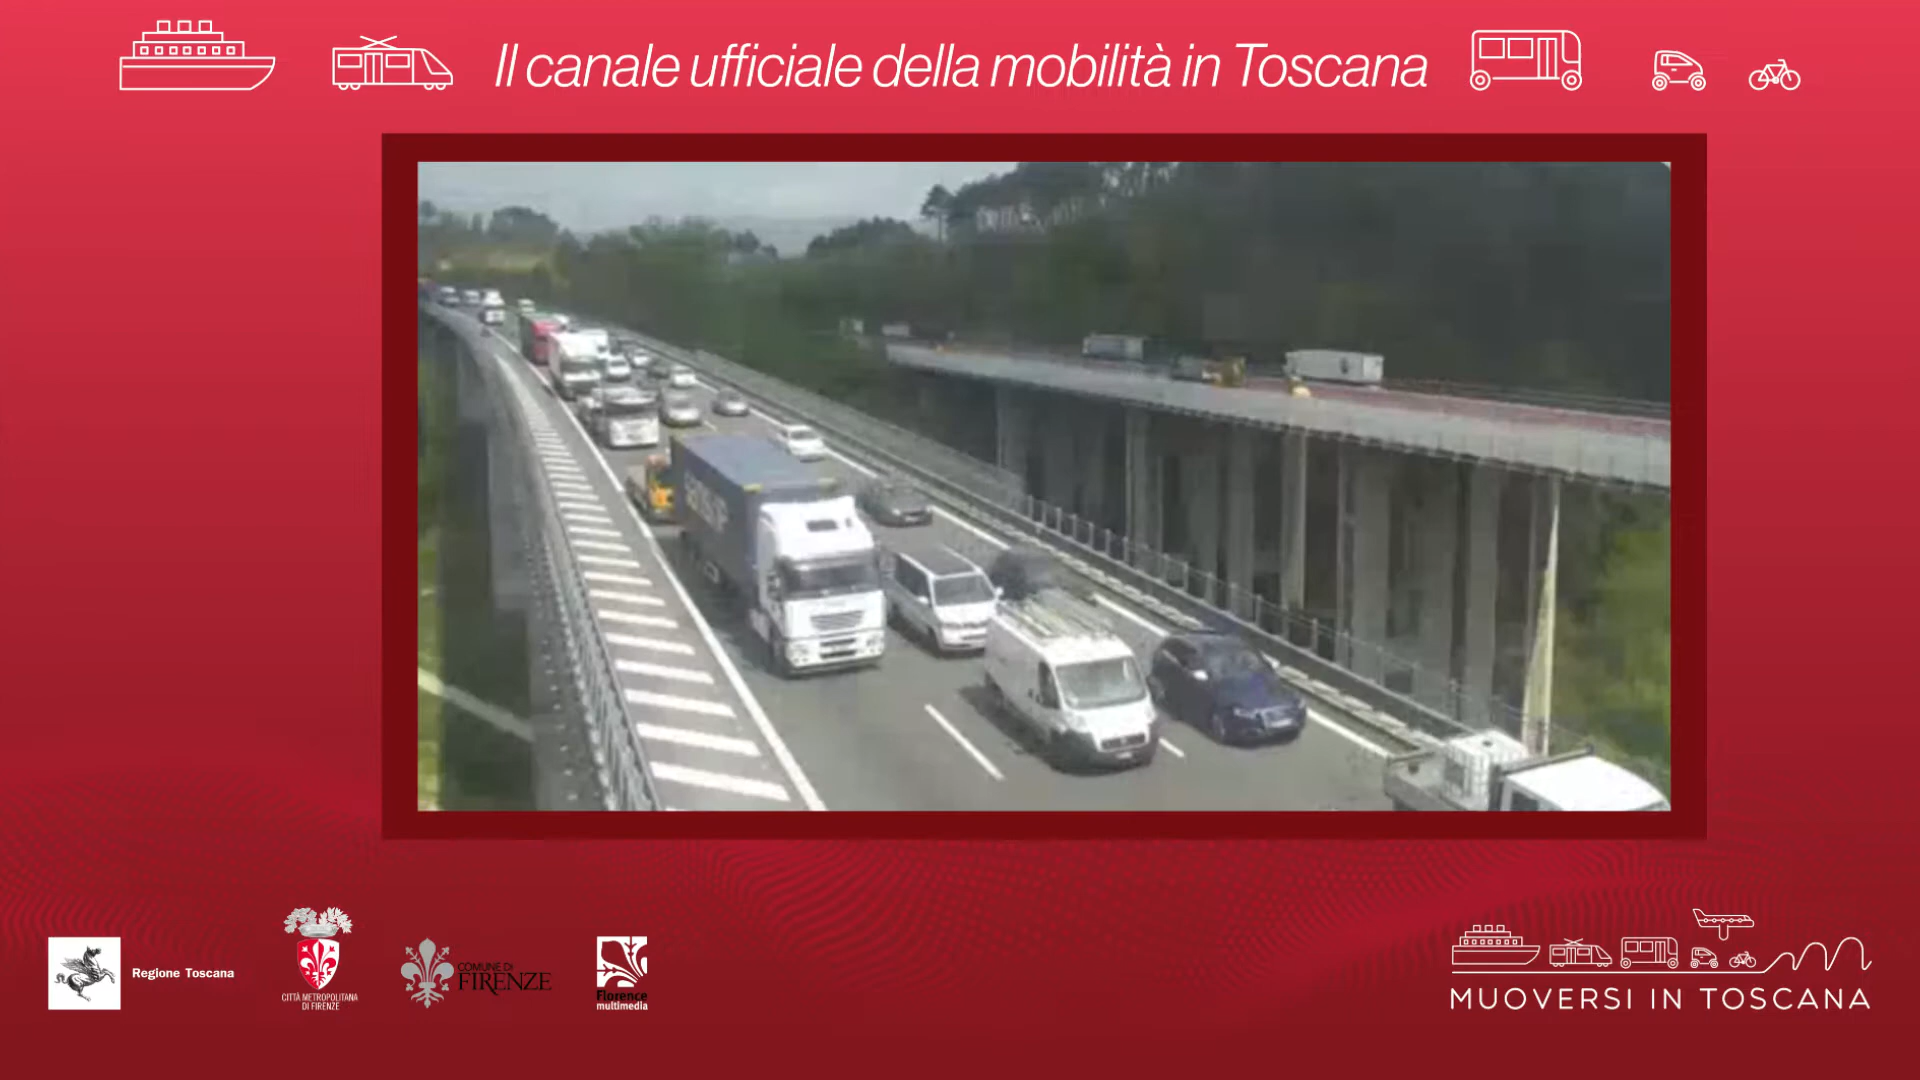 Il canale ufficiale della mobilità in Toscana
Regione Toscana
CITTÀ METROPOLITANA
DI FIRENZE
COMUNE DI
FIRENZE
Florence
multimedia
MUOVERSI IN TOSCANA